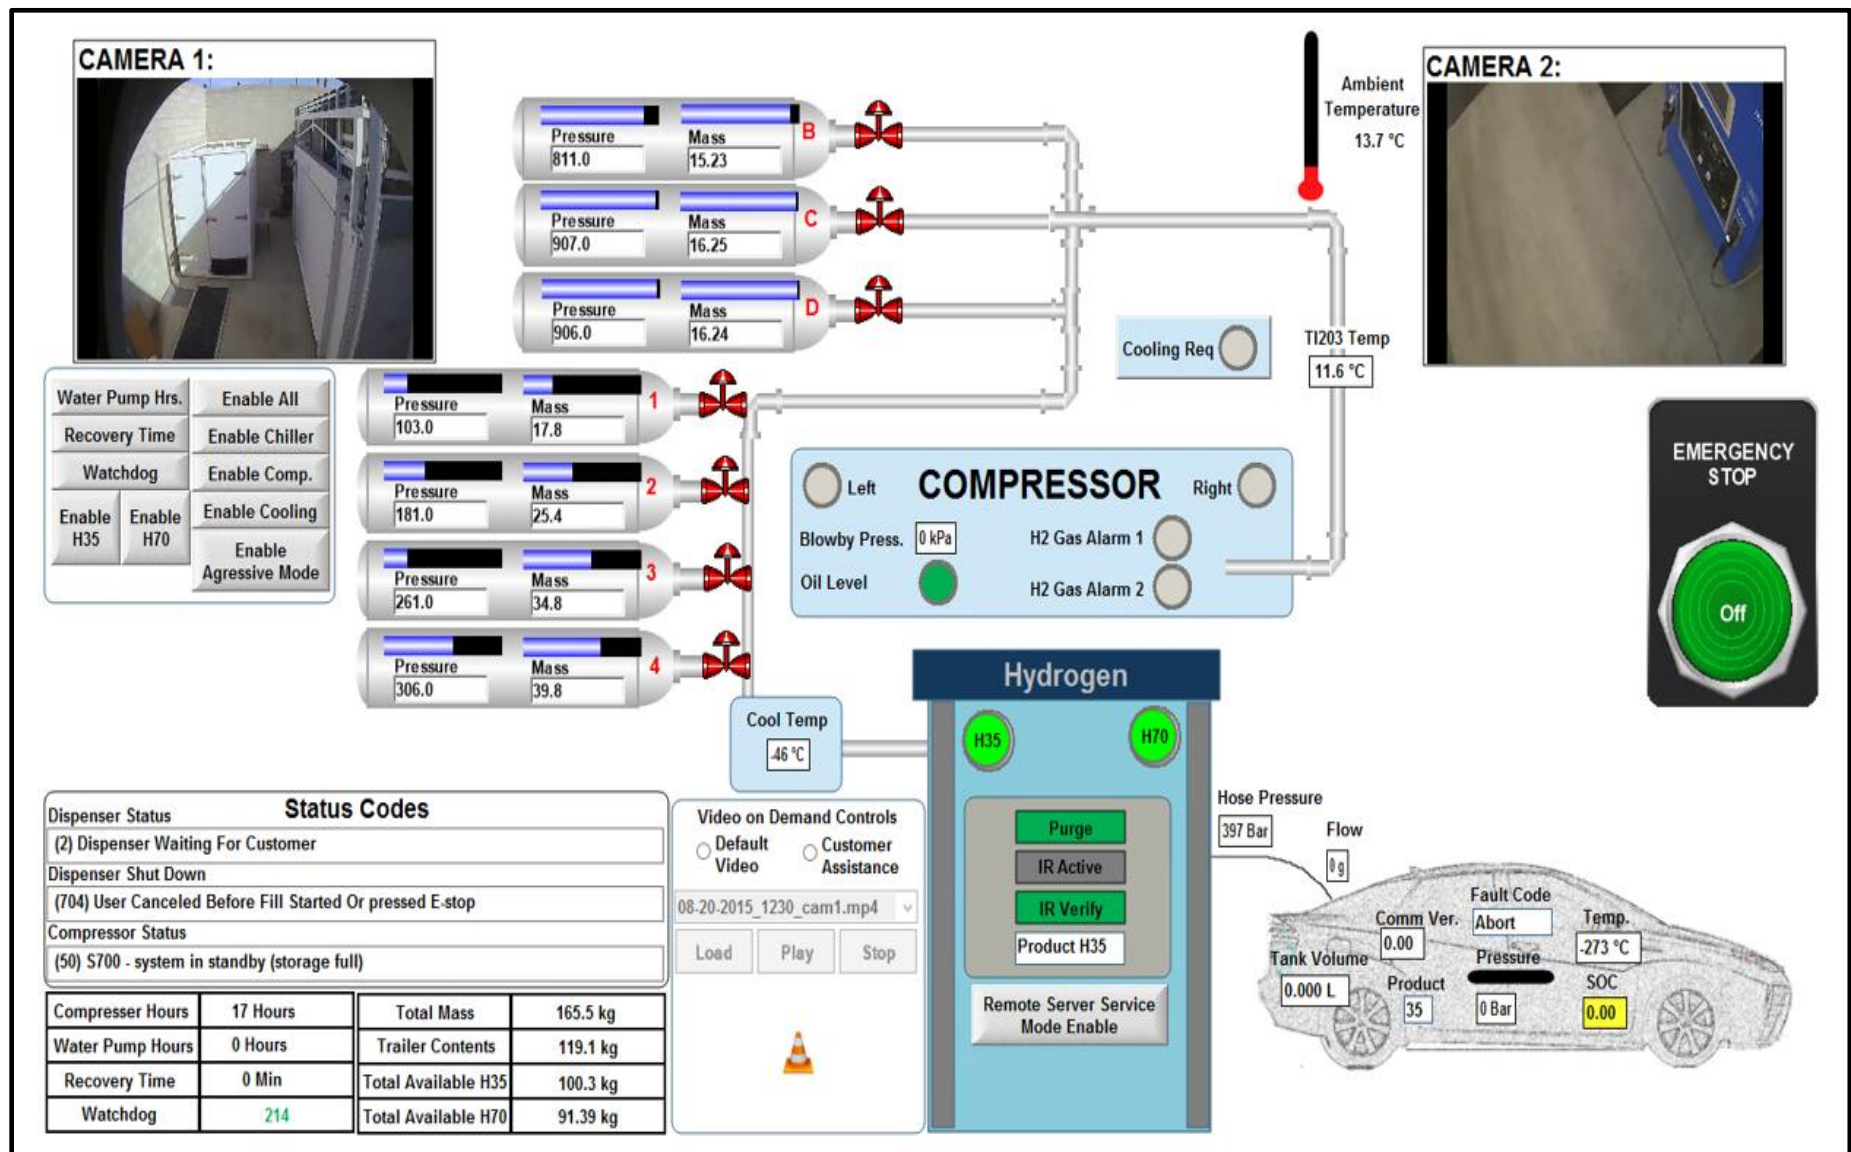 CAMERA 1:
Pressure
811.0
Mass
15.23
B
Pressure
907.0
Mass
16.25
C
Pressure
906.0
Mass
16.24
D
Ambient
Temperature
13.7 °C
CAMERA 2:
Cooling Req
TI203 Temp
11.6 °C
Water Pump Hrs.
Enable All
Recovery Time
Enable Chiller
Watchdog
Enable Comp.
Enable
H35
Enable
H70
Enable Cooling
Enable
Agressive Mode
Pressure
103.0
Mass
17.8
1
Pressure
181.0
Mass
25.4
2
Pressure
261.0
Mass
34.8
3
Pressure
306.0
Mass
39.8
4
Left
COMPRESSOR
Right
Blowby Press.
0 kPa
H2 Gas Alarm 1
Oil Level
H2 Gas Alarm 2
EMERGENCY
STOP
Off
Cool Temp
-46 °C
Hydrogen
H35
H70
Purge
IR Active
IR Verify
Product H35
Remote Server Service
Mode Enable
Status Codes
Dispenser Status
(2) Dispenser Waiting For Customer
Dispenser Shut Down
(704) User Canceled Before Fill Started Or pressed E-stop
Compressor Status
(50) S700 - system in standby (storage full)
Video on Demand Controls
Default
Video
Customer
Assistance
08-20-2015_1230_cam1.mp4
Load
Play
Stop
Hose Pressure
397 Bar
Flow
0 g
Fault Code
Abort
Comm Ver.
0.00
Temp.
-273 °C
Tank Volume
0.000 L
Product
35
Pressure
0 Bar
SOC
0.00
Compresser Hours
17 Hours
Total Mass
165.5 kg
Water Pump Hours
0 Hours
Trailer Contents
119.1 kg
Recovery Time
0 Min
Total Available H35
100.3 kg
Watchdog
214
Total Available H70
91.39 kg